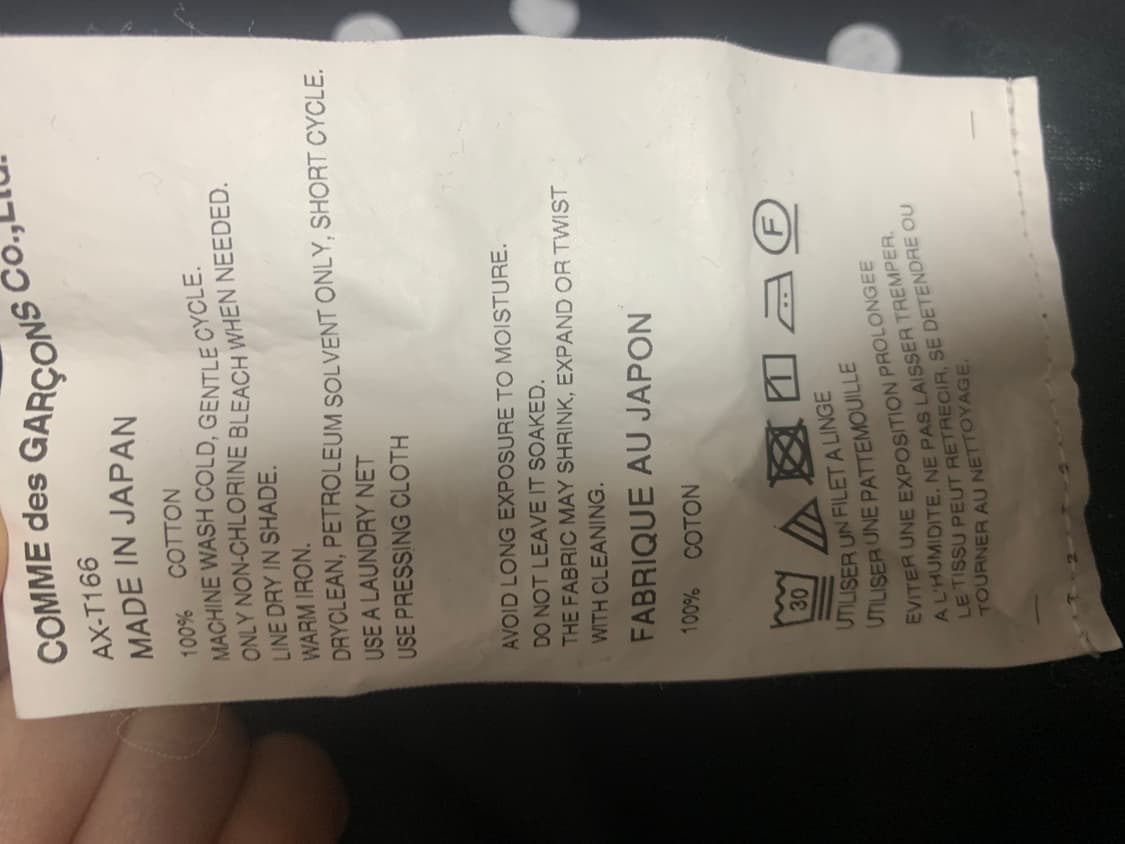 COMME des GARÇONS CO.,Ltd.
AX-T166
MADE IN JAPAN
100% COTTON
MACHINE WASH COLD, GENTLE CYCLE.
ONLY NON-CHLORINE BLEACH WHEN NEEDED.
LINE DRY IN SHADE.
WARM IRON.
DRYCLEAN, PETROLEUM SOLVENT ONLY, SHORT CYCLE.
USE A LAUNDRY NET
USE PRESSING CLOTH
AVOID LONG EXPOSURE TO MOISTURE.
DO NOT LEAVE IT SOAKED.
THE FABRIC MAY SHRINK, EXPAND OR TWIST
WITH CLEANING.
FABRIQUE AU JAPON
100% COTON
30 F
UTILISER UN FILET A LINGE
UTILISER UNE PATTEMOUILLE
EVITER UNE EXPOSITION PROLONGEE
A L'HUMIDITE. NE PAS LAISSER TREMPER.
LE TISSU PEUT RETRECIR, SE DETENDRE OU
TOURNER AU NETTOYAGE.